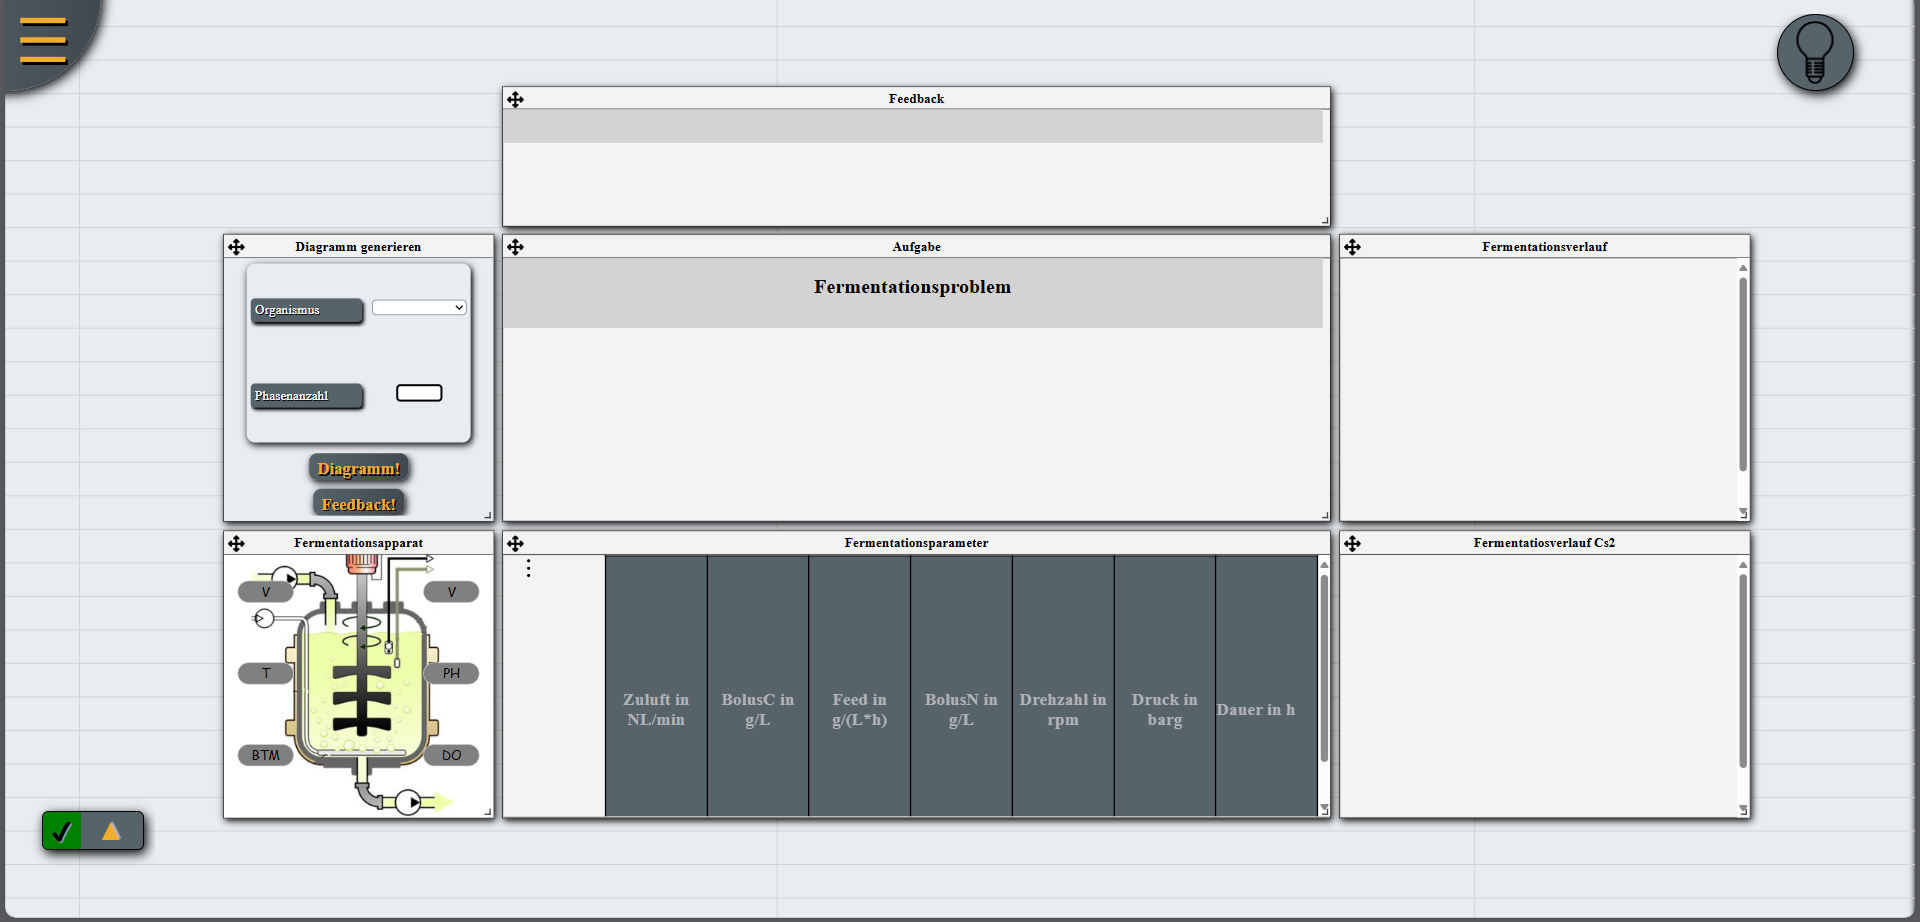 Feedback
Diagramm generieren
Organismus
Phasenanzahl
Diagramm!
Feedback!
Aufgabe
Fermentationsproblem
Fermentationsverlauf
Fermentationsapparat
V
V
T
PH
BTM
DO
Fermentationsparameter
Zuluft in
NL/min
BolusC in
g/L
Feed in
g/(L*h)
BolusN in
g/L
Drehzahl in
rpm
Druck in
barg
Dauer in h
Fermentatiosverlauf Cs2